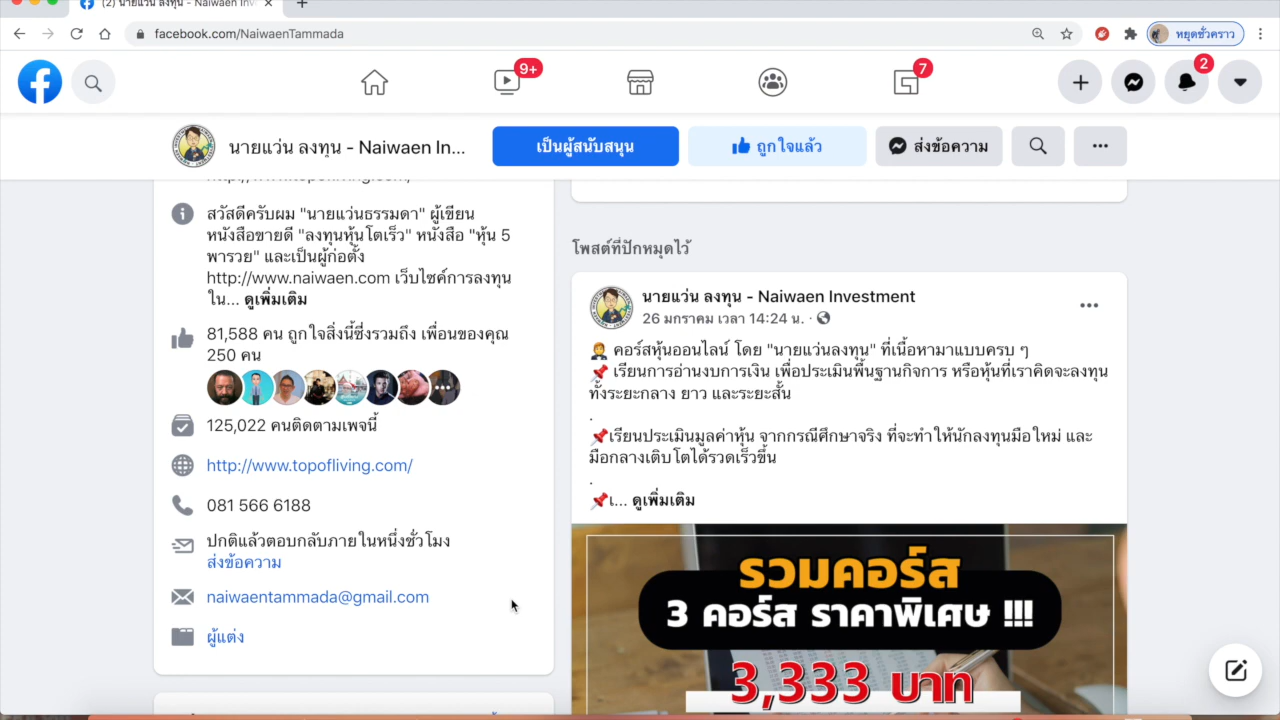 (2) นายแว่น ลงทุน - Naiwaen Inv
facebook.com/NaiwaenTammada
หยุดชั่วคราว
9+
7
2
นายแว่น ลงทุน - Naiwaen In...
เป็นผู้สนับสนุน
ถูกใจแล้ว
ส่งข้อความ
http://www.topofliving.com/
สวัสดีครับผม "นายแว่นธรรมดา" ผู้เขียน
หนังสือขายดี "ลงทุนหุ้นโตเร็ว" หนังสือ "หุ้น 5
พารวย" และเป็นผู้ก่อตั้ง
http://www.naiwaen.com เว็บไซค์การลงทุน
ใน... ดูเพิ่มเติม
81,588 คน ถูกใจสิ่งนี้ซึ่งรวมถึง เพื่อนของคุณ
250 คน
125,022 คนติดตามเพจนี้
http://www.topofliving.com/
081 566 6188
ปกติแล้วตอบกลับภายในหนึ่งชั่วโมง
ส่งข้อความ
naiwaentammada@gmail.com
ผู้แต่ง
โพสต์ที่ปักหมุดไว้
นายแว่น ลงทุน - Naiwaen Investment
26 มกราคม เวลา 14:24 น. ·
คอร์สหุ้นออนไลน์ โดย "นายแว่นลงทุน" ที่เนื้อหามาแบบครบ ๆ
เรียนการอ่านงบการเงิน เพื่อประเมินพื้นฐานกิจการ หรือหุ้นที่เราคิดจะลงทุน
ทั้งระยะกลาง ยาว และระยะสั้น
.
เรียนประเมินมูลค่าหุ้น จากกรณีศึกษาจริง ที่จะทำให้นักลงทุนมือใหม่ และ
มือกลางเติบโตได้รวดเร็วขึ้น
.
เ... ดูเพิ่มเติม
รวมคอร์ส
3 คอร์ส ราคาพิเศษ !!!
3,333 บาท